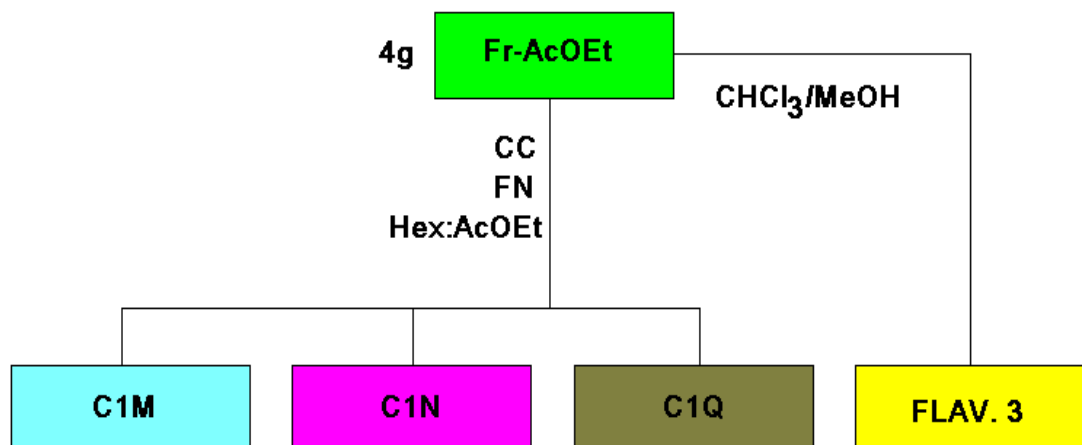 4g
Fr-AcOEt
CHCl3/MeOH
CC
FN
Hex:AcOEt
C1M
C1N
C1Q
FLAV. 3